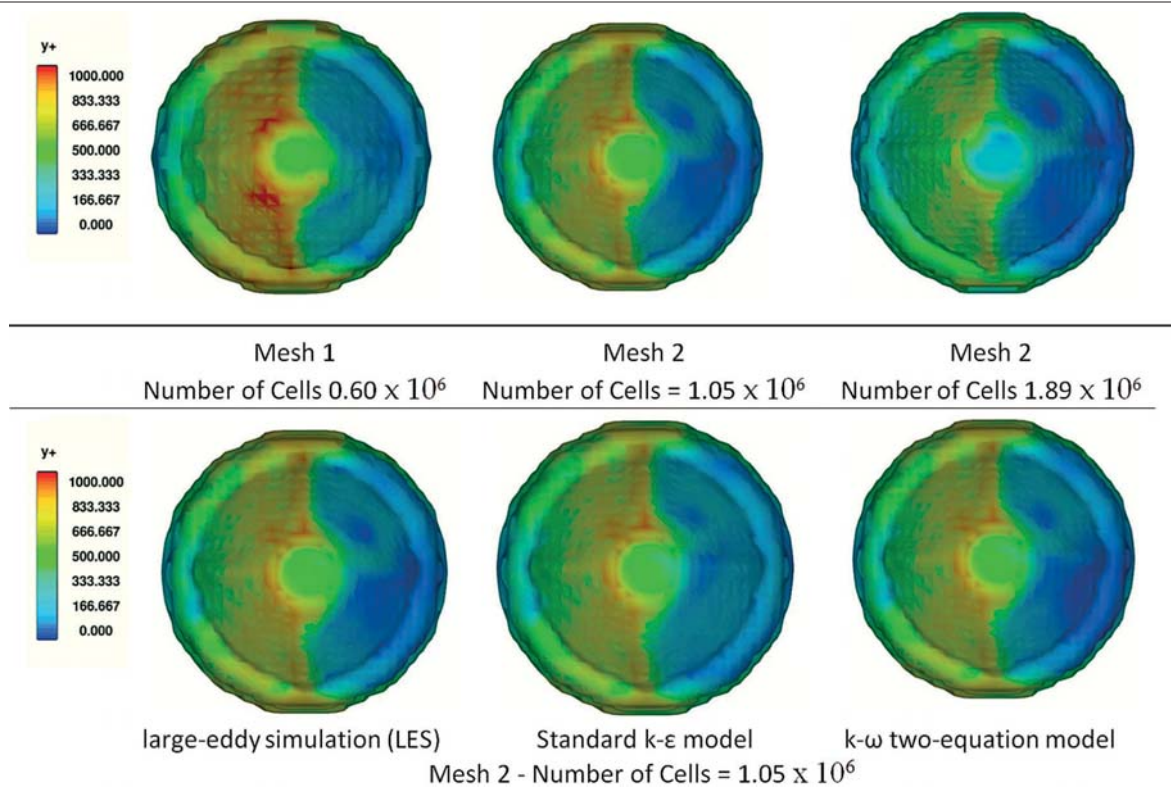 y+
1000.000
833.333
666.667
500.000
333.333
166.667
0.000
Mesh 1
Number of Cells 0.60 x 10⁶
Mesh 2
Number of Cells = 1.05 x 10⁶
Mesh 2
Number of Cells 1.89 x 10⁶
y+
1000.000
833.333
666.667
500.000
333.333
166.667
0.000
large-eddy simulation (LES)
Standard k-ε model
k-ω two-equation model
Mesh 2 - Number of Cells = 1.05 x 10⁶